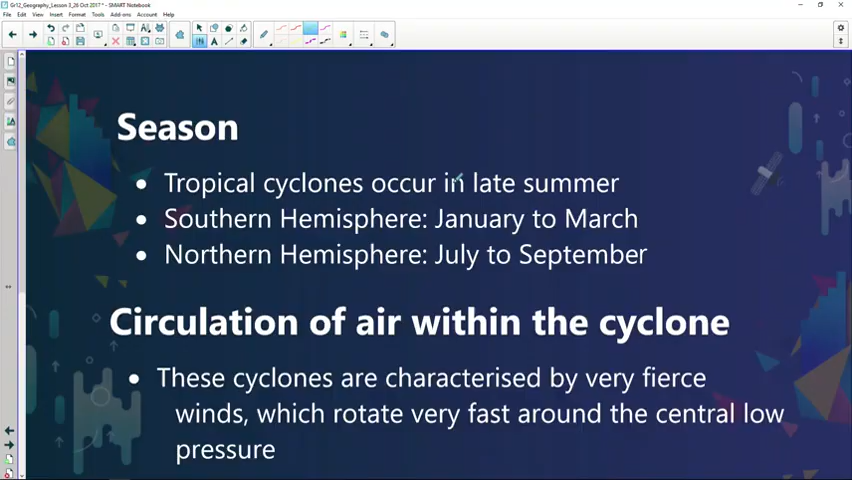 Gr12_Geography_Lesson 3_26 Oct 2017 * - SMART Notebook
File Edit View Insert Format Tools Add-ons Account Help
Season
• Tropical cyclones occur in late summer
• Southern Hemisphere: January to March
• Northern Hemisphere: July to September
Circulation of air within the cyclone
• These cyclones are characterised by very fierce
winds, which rotate very fast around the central low
pressure